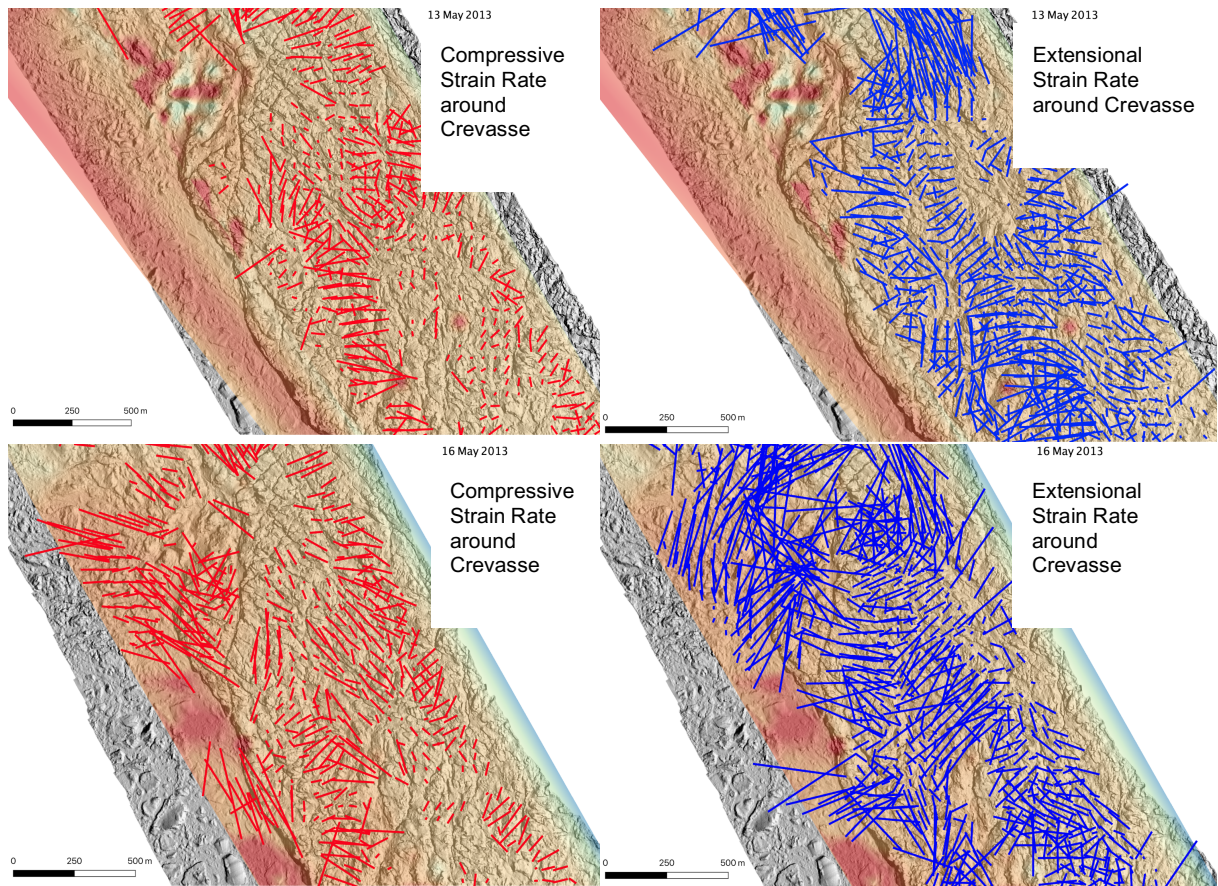 13 May 2013
Compressive
Strain Rate
around
Crevasse
0 250 500 m
13 May 2013
Extensional
Strain Rate
around Crevasse
0 250 500 m
16 May 2013
Compressive
Strain Rate
around
Crevasse
0 250 500 m
16 May 2013
Extensional
Strain Rate
around
Crevasse
0 250 500 m